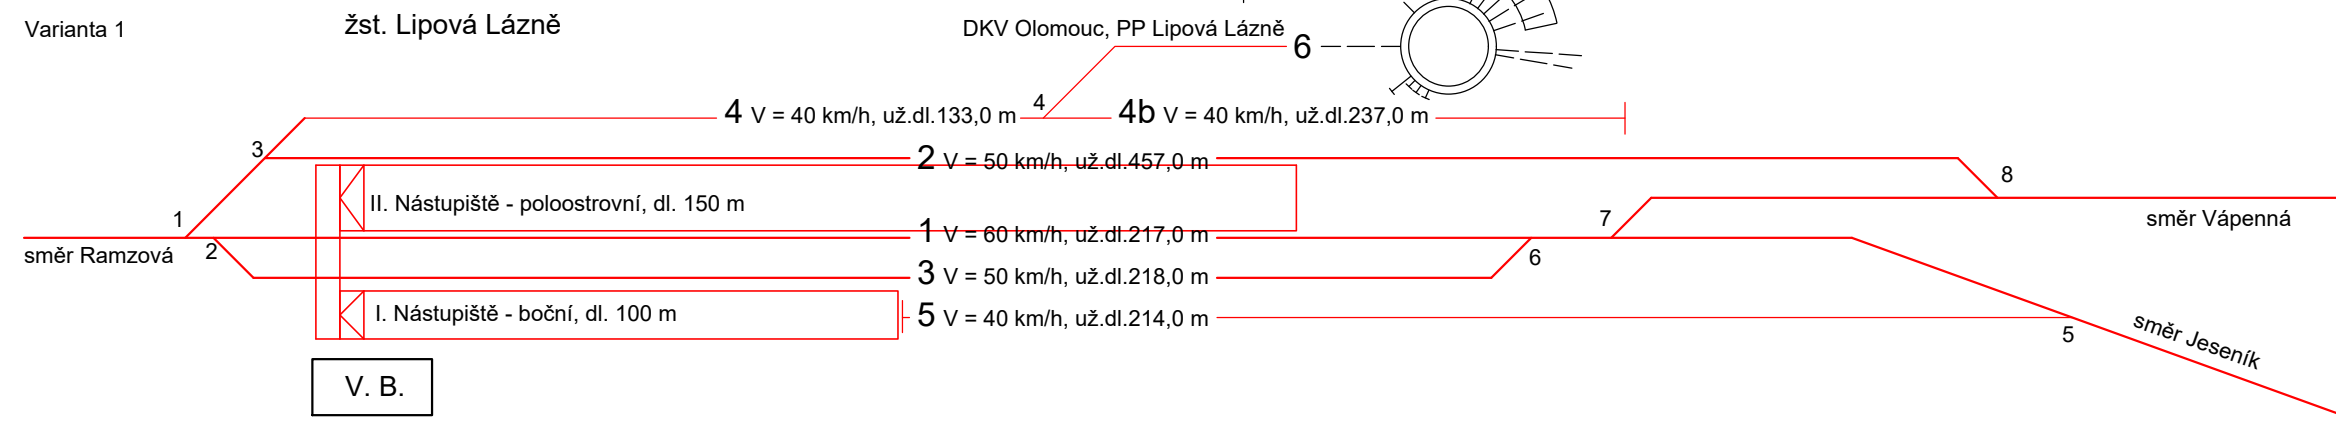 Varianta 1
žst. Lipová Lázně
DKV Olomouc, PP Lipová Lázně
6
4 V = 40 km/h, už.dl.133,0 m
4
4b V = 40 km/h, už.dl.237,0 m
3
2 V = 50 km/h, už.dl.457,0 m
8
II. Nástupiště - poloostrovní, dl. 150 m
1
7
směr Vápenná
1 V = 60 km/h, už.dl.217,0 m
směr Ramzová
2
6
3 V = 50 km/h, už.dl.218,0 m
I. Nástupiště - boční, dl. 100 m
5 V = 40 km/h, už.dl.214,0 m
5
směr Jeseník
V. B.